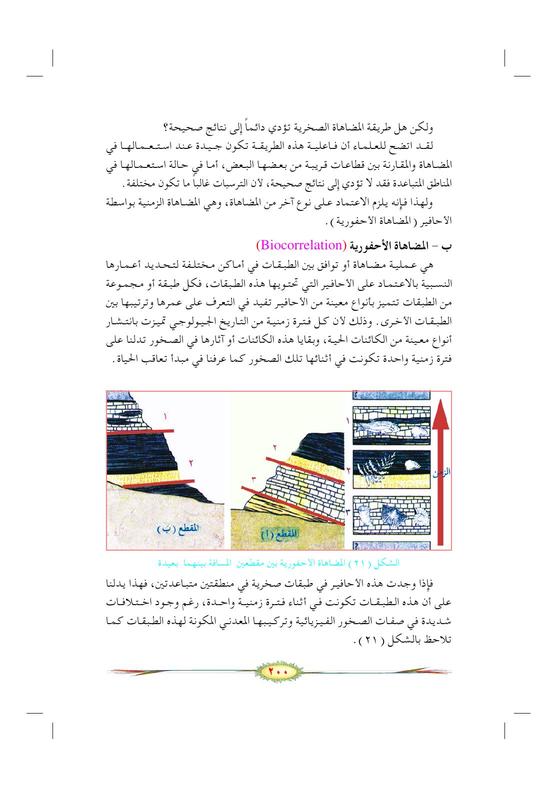 ولكن هل طريقة المضاهاة الصخرية تؤدي دائماً إلى نتائج صحيحة؟
لقد اتضح للعلماء أن فاعلية هذه الطريقة تكون جيدة عند استعمالها في
المضاهاة والمقارنة بين قطاعات قريبة من بعضها البعض، أما في حالة استعمالها في
المناطق المتباعدة فقد لا تؤدي إلى نتائج صحيحة، لأن الترسبات غالباً ما تكون مختلفة.
ولهذا فإنه يلزم الاعتماد على نوع آخر من المضاهاة، وهي المضاهاة الزمنية بواسطة
الأحافير (المضاهاة الأحفورية).
ب - المضاهاة الأحفورية (Biocorrelation)
هي عملية مضاهاة أو توافق بين الطبقات في أماكن مختلفة لتحديد أعمارها
النسبية بالاعتماد على الأحافير التي تحتويها هذه الطبقات، فكل طبقة أو مجموعة
من الطبقات تتميز بأنواع معينة من الأحافير تفيد في التعرف على عمرها وترتيبها بين
الطبقات الأخرى. وذلك لأن كل فترة زمنية من التاريخ الجيولوجي تميزت بانتشار
أنواع معينة من الكائنات الحية، وبقايا هذه الكائنات أو آثارها في الصخور تدلنا على
فترة زمنية واحدة تكونت في أثنائها تلك الصخور كما عرفنا في مبدأ تعاقب الحياة.
١
٢
المقطع (ب)
٢
٣
المقطع (أ)
؟
١
٢
٣
؟
الزمن
الشكل (٢١) المضاهاة الأحفورية بين مقطعين المسافة بينهما بعيدة
فإذا وجدت هذه الأحافير في طبقات صخرية في منطقتين متباعدتين، فهذا يدلنا
على أن هذه الطبقات تكونت في أثناء فترة زمنية واحدة، رغم وجود اختلافات
شديدة في صفات الصخور الفيزيائية وتركيبها المعدني المكونة لهذه الطبقات كما
تلاحظ بالشكل (٢١).
٢٠٠